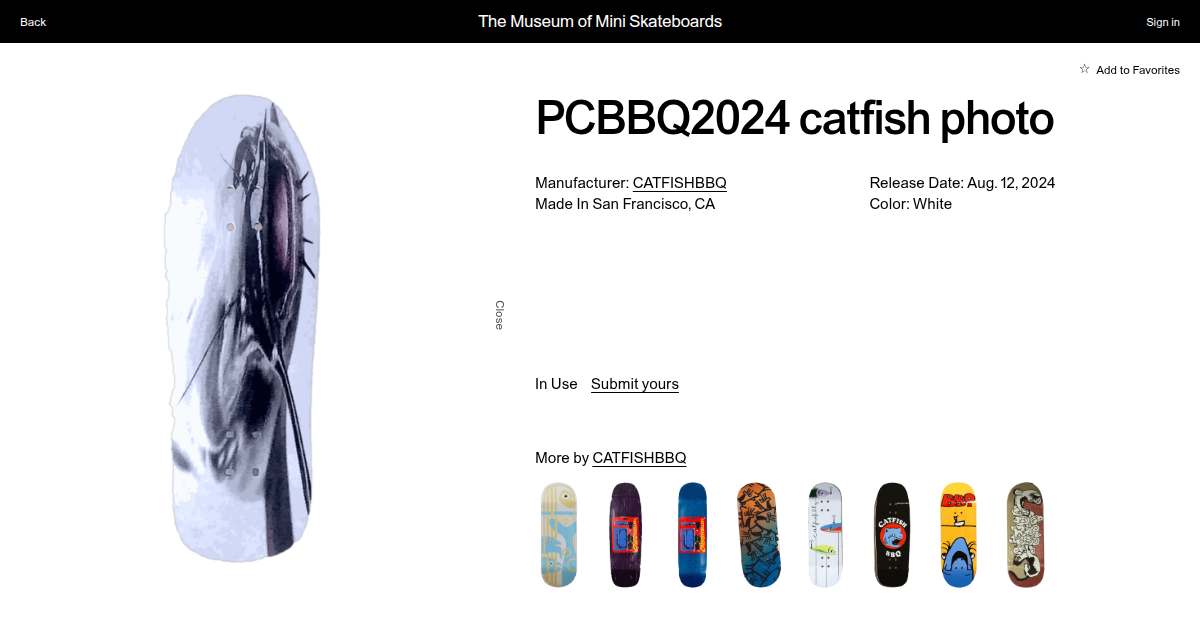 Back
The Museum of Mini Skateboards
Sign in
☆ Add to Favorites
PCBBQ2024 catfish photo
Manufacturer: CATFISHBBQ
Made In San Francisco, CA
Release Date: Aug. 12, 2024
Color: White
Close
In Use Submit yours
More by CATFISHBBQ
CATFISH
BBQ